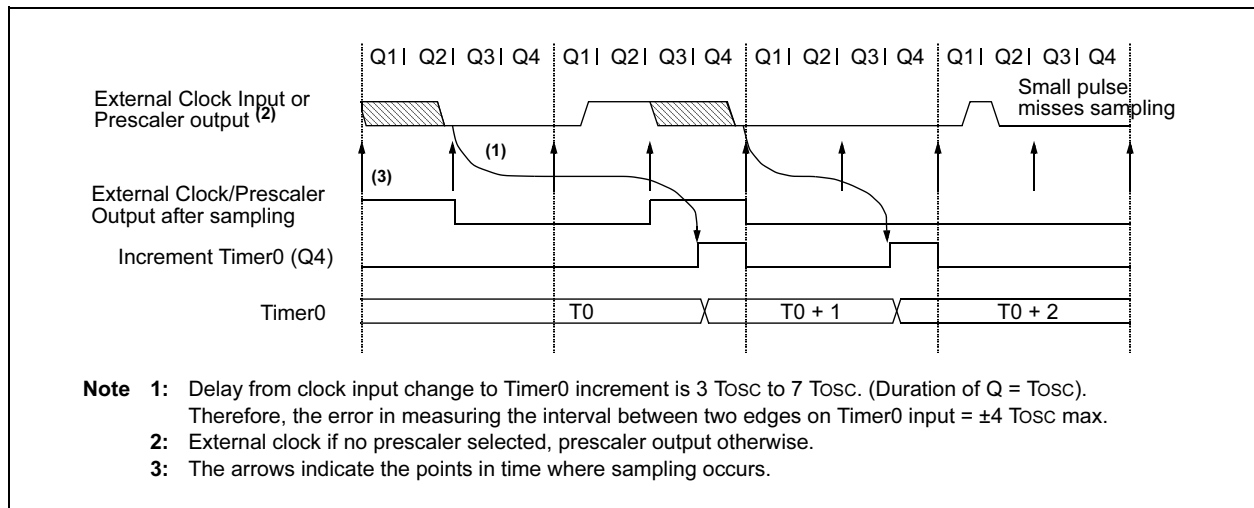 Q1 | Q2 | Q3 | Q4 Q1 | Q2 | Q3 | Q4 Q1 | Q2 | Q3 | Q4 Q1 | Q2 | Q3 | Q4
External Clock Input or
Prescaler output (2)
Small pulse
misses sampling
(1)
(3)
External Clock/Prescaler
Output after sampling
Increment Timer0 (Q4)
Timer0 T0 T0 + 1 T0 + 2
Note 1: Delay from clock input change to Timer0 increment is 3 TOSC to 7 TOSC. (Duration of Q = TOSC).
Therefore, the error in measuring the interval between two edges on Timer0 input = ±4 TOSC max.
2: External clock if no prescaler selected, prescaler output otherwise.
3: The arrows indicate the points in time where sampling occurs.